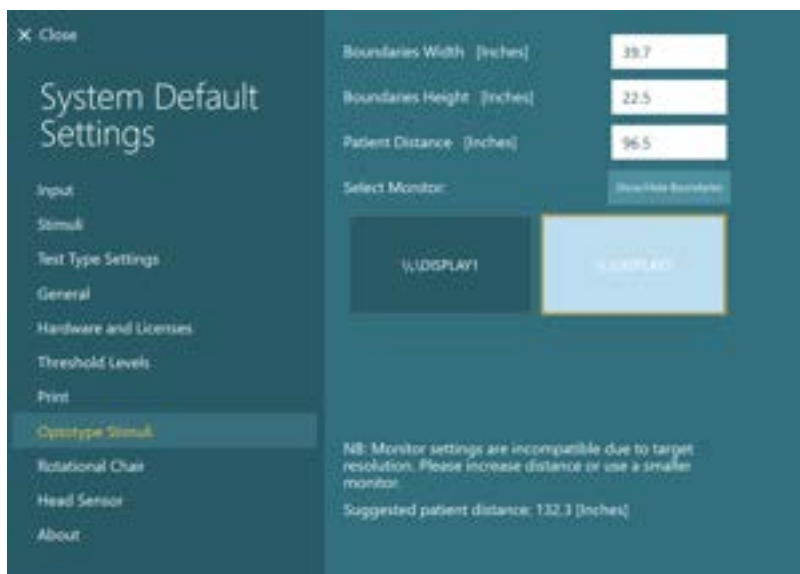 Close
System Default
Settings
Input
Stimuli
Test Type Settings
General
Hardware and Licenses
Threshold Levels
Print
Optotype Stimuli
Rotational Chair
Head Sensor
About
Boundaries Width [Inches] 39.7
Boundaries Height [Inches] 22.5
Patient Distance [Inches] 96.5
Select Monitor: Show/Hide Boundaries
\\.\DISPLAY1
NB: Monitor settings are incompatible due to target
resolution. Please increase distance or use a smaller
monitor.
Suggested patient distance: 132.3 [Inches]